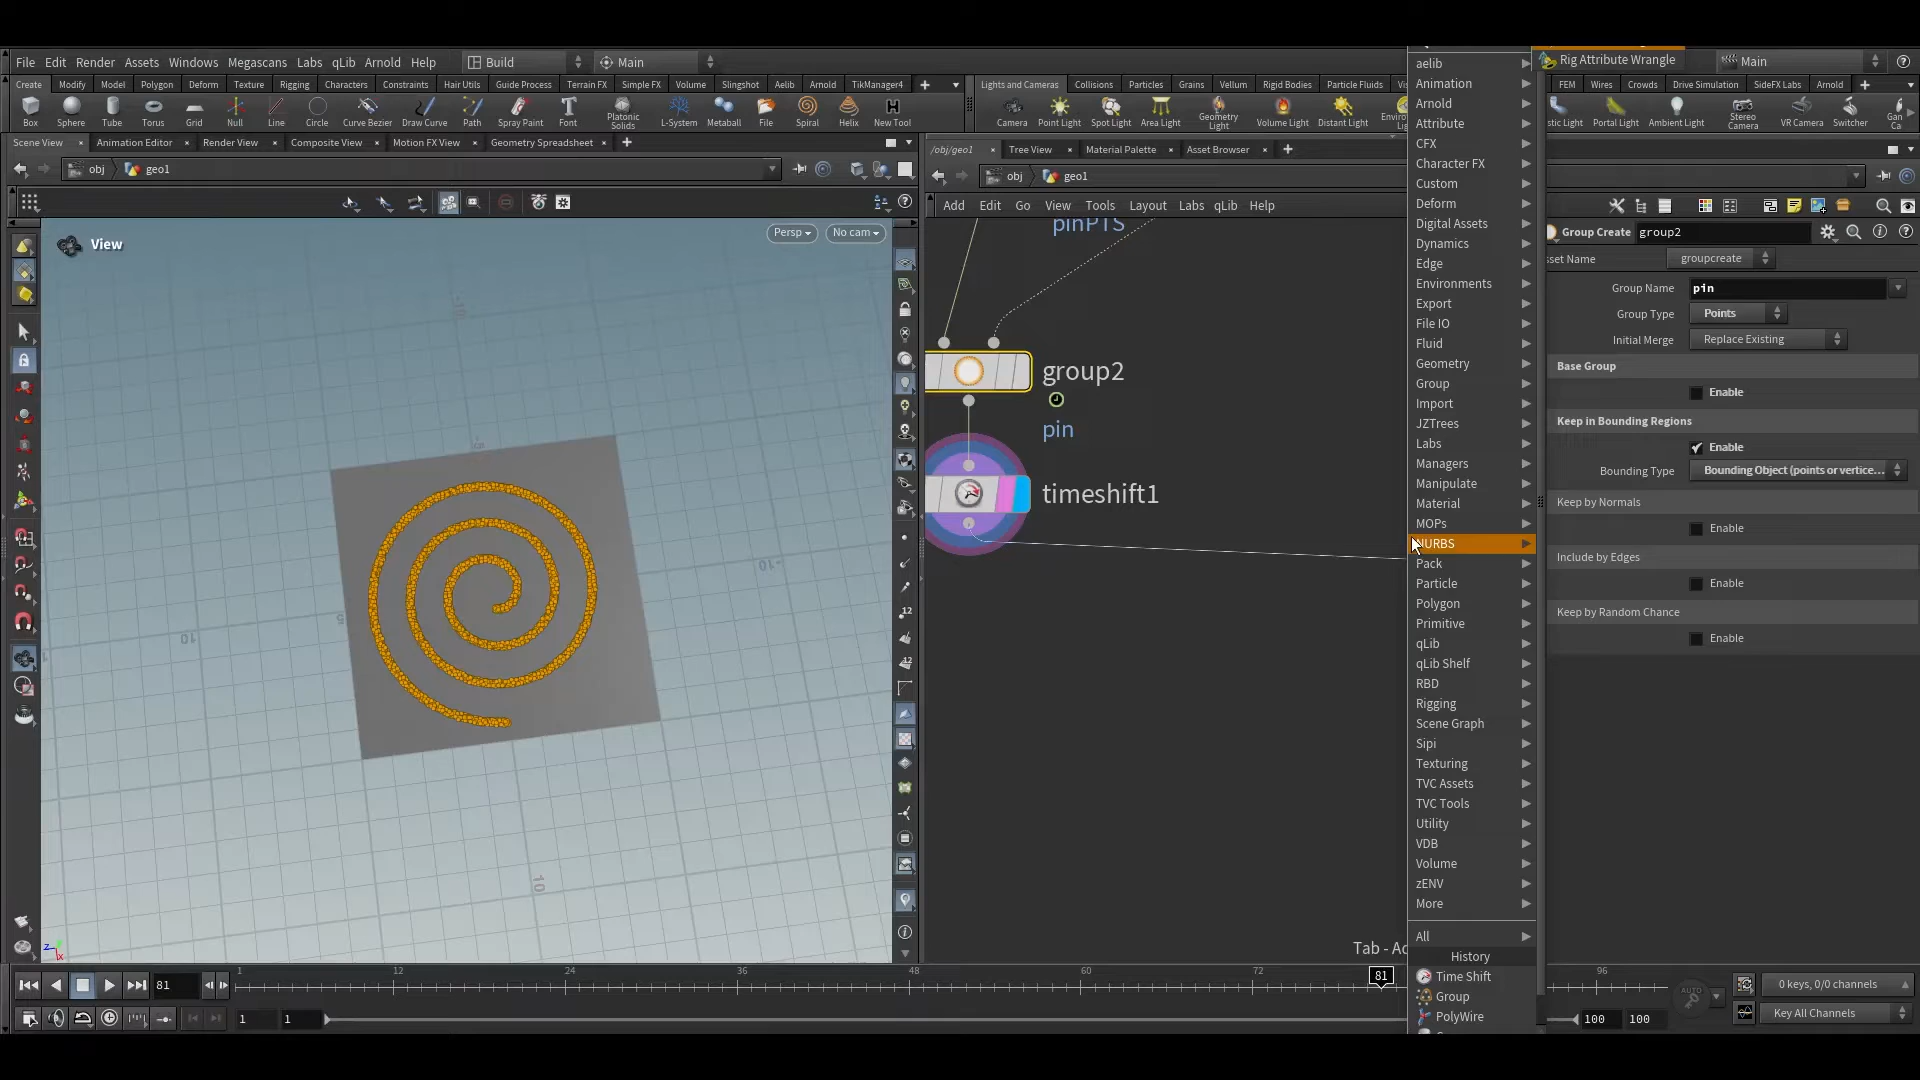 File Edit Render Assets Windows Megascans Labs qLib Arnold Help
Build
Main
Create Modify Model Polygon Deform Texture Rigging Characters Constraints Hair Utils Guide Process Terrain FX Simple FX Volume Slingshot Aelib Arnold TikManager4
Lights and Cameras Collisions Particles Grains Vellum Rigid Bodies Particle Fluids
FEM Wires Crowds Drive Simulation SideFX Labs Arnold
Box Sphere Tube Torus Grid Null Line Circle Curve Bezier Draw Curve Path Spray Paint Font Platonic Solids L-System Metaball File Spiral Helix New Tool
Camera Point Light Spot Light Area Light Geometry Light Volume Light Distant Light
Portal Light Ambient Light Stereo Camera VR Camera Switcher
Rig Attribute Wrangle
Main
Scene View Animation Editor Render View Composite View Motion FX View Geometry Spreadsheet
/obj/geo1 Tree View Material Palette Asset Browser
obj geo1
obj geo1
Add Edit Go View Tools Layout Labs qLib Help
View
Persp
No cam
10
5
-10
10
12
12
z
x
pinPTS
group2
pin
timeshift1
Tab - Ad
aelib
Animation
Arnold
Attribute
CFX
Character FX
Custom
Deform
Digital Assets
Dynamics
Edge
Environments
Export
File IO
Fluid
Geometry
Group
Import
JZTrees
Labs
Managers
Manipulate
Material
MOPs
NURBS
Pack
Particle
Polygon
Primitive
qLib
qLib Shelf
RBD
Rigging
Scene Graph
Sipi
Texturing
TVC Assets
TVC Tools
Utility
VDB
Volume
zENV
More
All
History
Time Shift
Group
PolyWire
Group Create group2
sset Name groupcreate
Group Name pin
Group Type Points
Initial Merge Replace Existing
Base Group
Enable
Keep in Bounding Regions
Enable
Bounding Type Bounding Object (points or vertice...
Keep by Normals
Enable
Include by Edges
Enable
Keep by Random Chance
Enable
81
1 12 24 36 48 60 72 81 96
AUTO
0 keys, 0/0 channels
1 1
100 100
Key All Channels